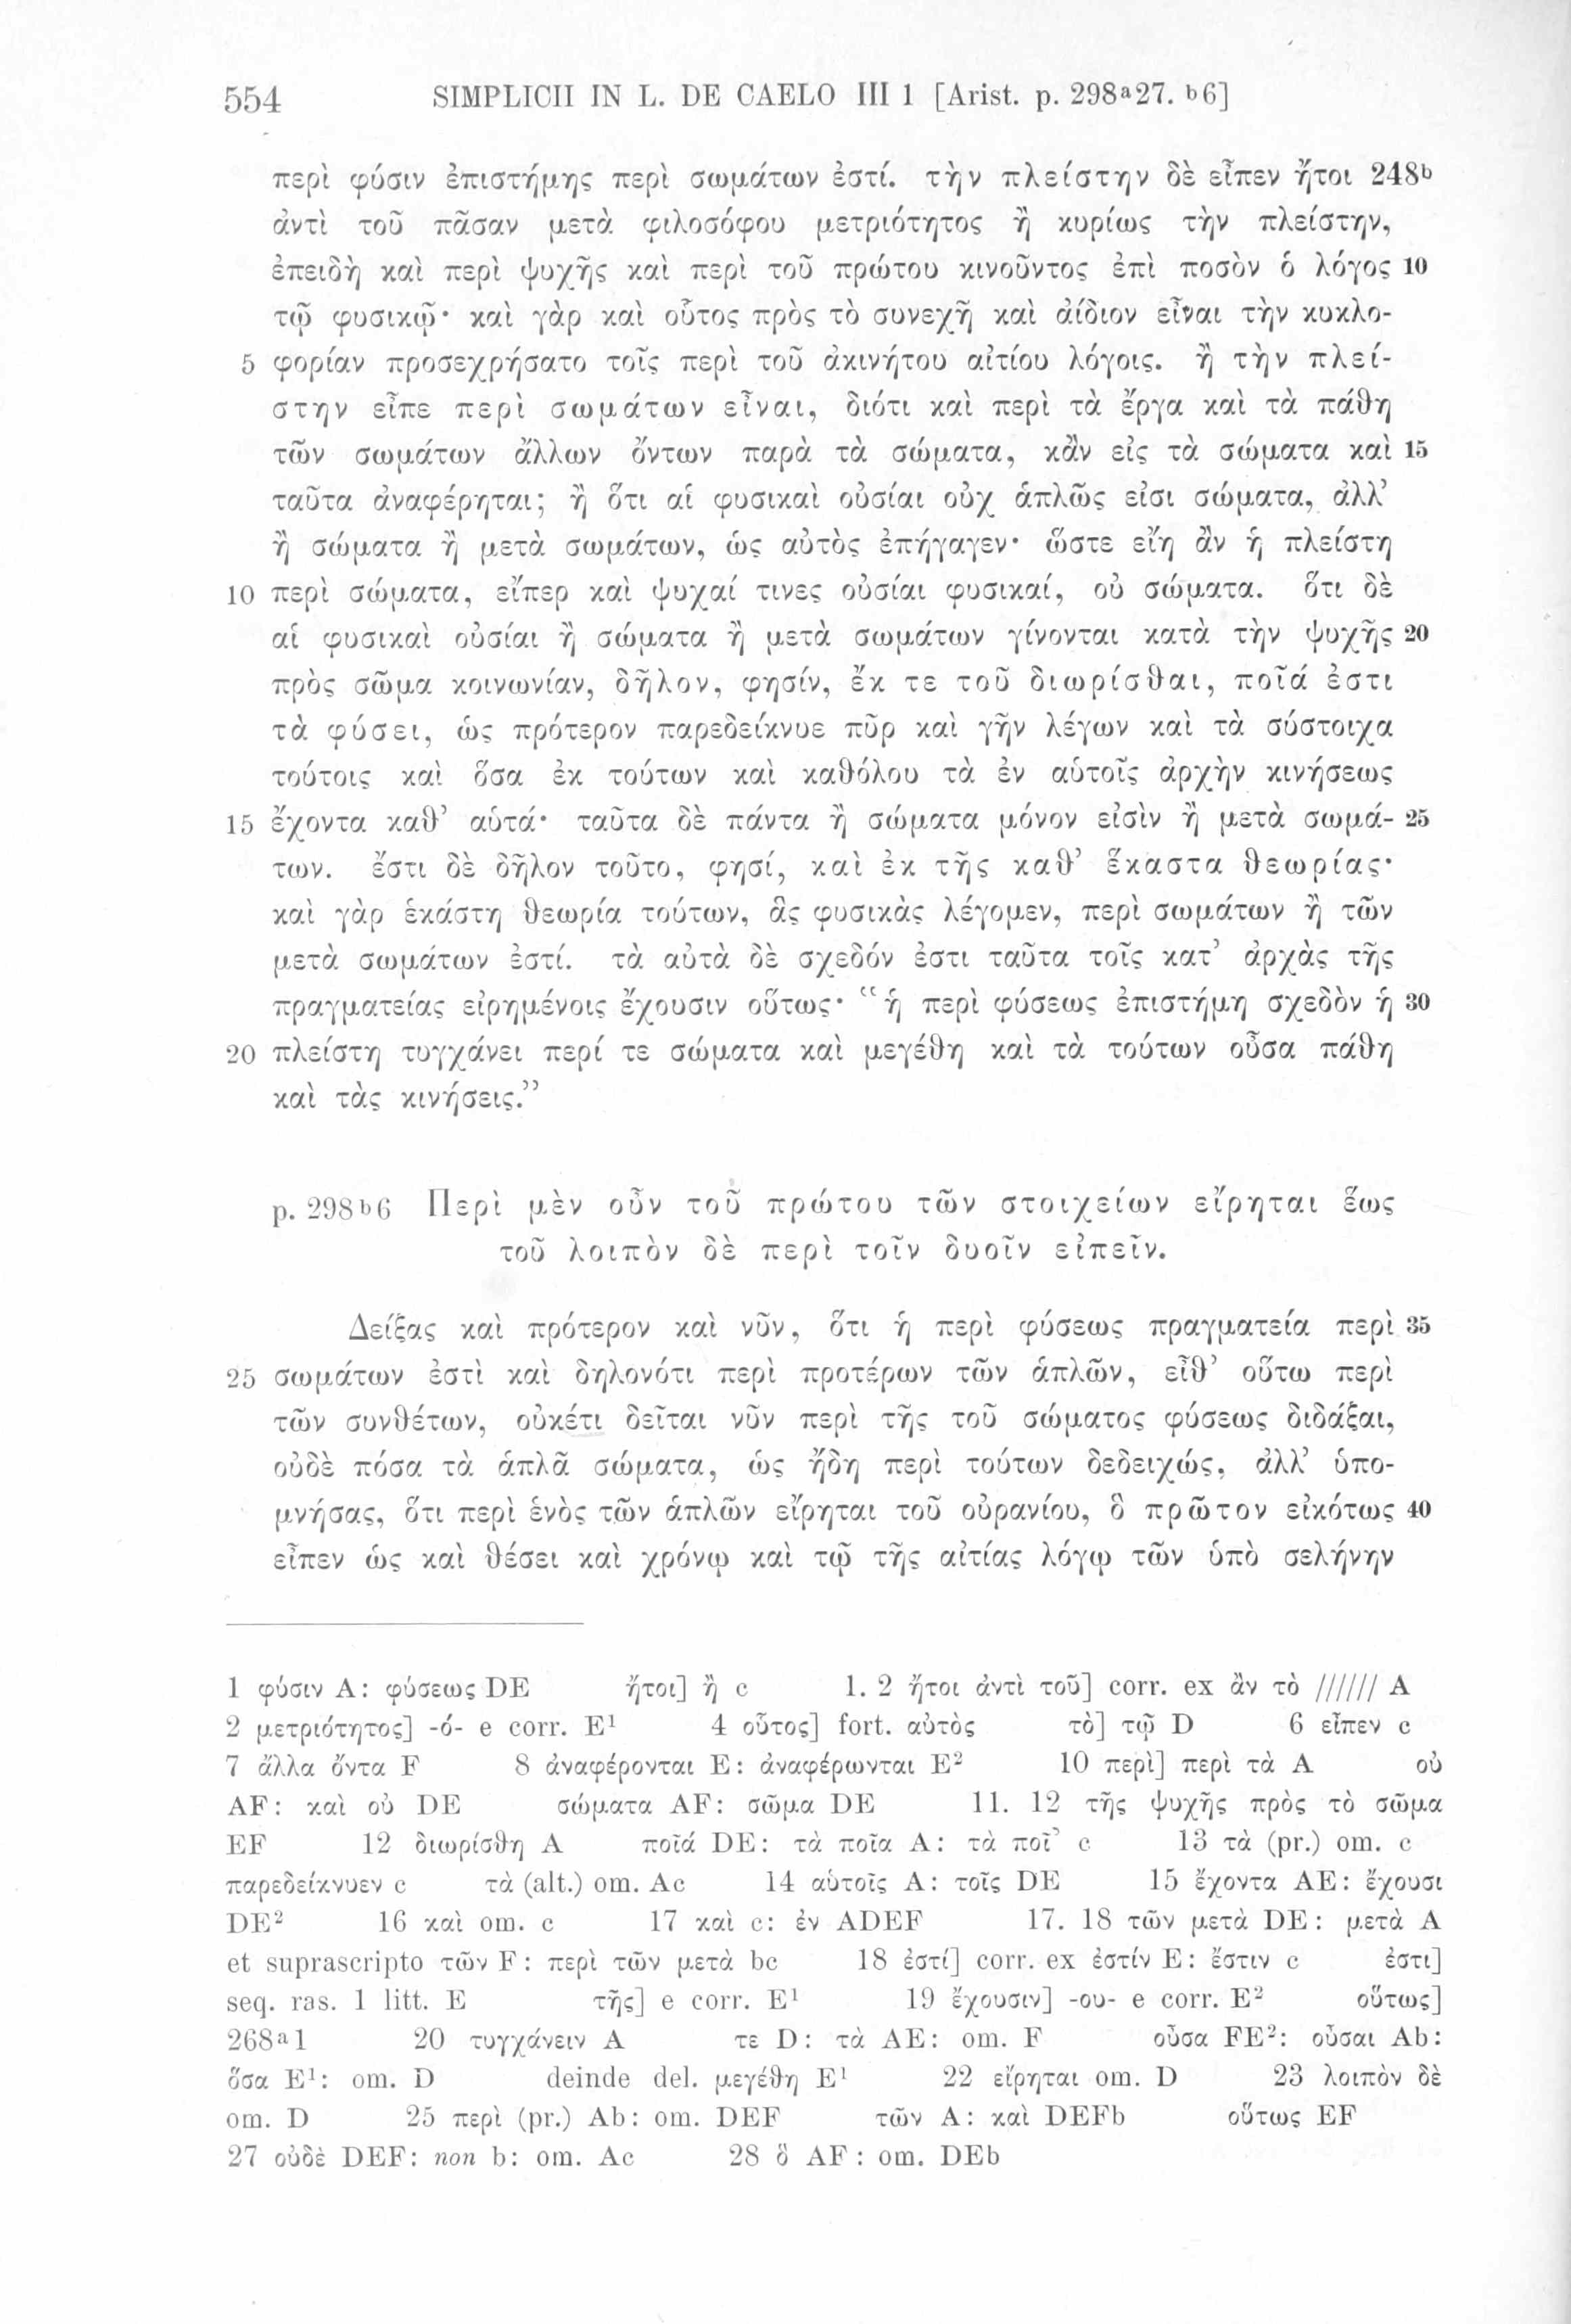 554 SIMPLICII IN L. DE CAELO III 1 [Arist. p. 298ᵃ27. ᵇ6]
περὶ φύσιν ἐπιστήμης περὶ σωμάτων ἐστί. τὴν πλείστην δὲ εἶπεν ἤτοι 248ᵇ
ἀντὶ τοῦ πᾶσαν μετὰ φιλοσόφου μετριότητος ἢ κυρίως τὴν πλείστην,
ἐπειδὴ καὶ περὶ ψυχῆς καὶ περὶ τοῦ πρώτου κινοῦντος ἐπὶ ποσὸν ὁ λόγος 10
τῷ φυσικῷ· καὶ γὰρ καὶ οὗτος πρὸς τὸ συνεχῆ καὶ ἀίδιον εἶναι τὴν κυκλο-
5 φορίαν προσεχρήσατο τοῖς περὶ τοῦ ἀκινήτου αἰτίου λόγοις. ἢ τὴν πλεί-
στην εἶπε περὶ σωμάτων εἶναι, διότι καὶ περὶ τὰ ἔργα καὶ τὰ πάθη
τῶν σωμάτων ἄλλων ὄντων παρὰ τὰ σώματα, κἂν εἰς τὰ σώματα καὶ 15
ταῦτα ἀναφέρηται; ἢ ὅτι αἱ φυσικαὶ οὐσίαι οὐχ ἁπλῶς εἰσι σώματα, ἀλλ’
ἢ σώματα ἢ μετὰ σωμάτων, ὡς αὐτὸς ἐπήγαγεν· ὥστε εἴη ἂν ἡ πλείστη
10 περὶ σώματα, εἴπερ καὶ ψυχαί τινες οὐσίαι φυσικαί, οὐ σώματα. ὅτι δὲ
αἱ φυσικαὶ οὐσίαι ἢ σώματα ἢ μετὰ σωμάτων γίνονται κατὰ τὴν ψυχῆς 20
πρὸς σῶμα κοινωνίαν, δῆλον, φησίν, ἔκ τε τοῦ διωρίσθαι, ποῖά ἐστι
τὰ φύσει, ὡς πρότερον παρεδείκνυε πῦρ καὶ γῆν λέγων καὶ τὰ σύστοιχα
τούτοις καὶ ὅσα ἐκ τούτων καὶ καθόλου τὰ ἐν αὑτοῖς ἀρχὴν κινήσεως
15 ἔχοντα καθ’ αὑτά· ταῦτα δὲ πάντα ἢ σώματα μόνον εἰσὶν ἢ μετὰ σωμά- 25
των. ἔστι δὲ δῆλον τοῦτο, φησί, καὶ ἐκ τῆς καθ’ ἕκαστα θεωρίας·
καὶ γὰρ ἑκάστη θεωρία τούτων, ἃς φυσικὰς λέγομεν, περὶ σωμάτων ἢ τῶν
μετὰ σωμάτων ἐστί. τὰ αὐτὰ δὲ σχεδόν ἐστι ταῦτα τοῖς κατ’ ἀρχὰς τῆς
πραγματείας εἰρημένοις ἔχουσιν οὕτως· “ἡ περὶ φύσεως ἐπιστήμη σχεδὸν ἡ 30
20 πλείστη τυγχάνει περί τε σώματα καὶ μεγέθη καὶ τὰ τούτων οὖσα πάθη
καὶ τὰς κινήσεις.”
p. 298ᵇ6 Περὶ μὲν οὖν τοῦ πρώτου τῶν στοιχείων εἴρηται ἕως
τοῦ λοιπὸν δὲ περὶ τοῖν δυοῖν εἰπεῖν.
Δείξας καὶ πρότερον καὶ νῦν, ὅτι ἡ περὶ φύσεως πραγματεία περὶ 35
25 σωμάτων ἐστὶ καὶ δηλονότι περὶ προτέρων τῶν ἁπλῶν, εἶθ’ οὕτω περὶ
τῶν συνθέτων, οὐκέτι δεῖται νῦν περὶ τῆς τοῦ σώματος φύσεως διδάξαι,
οὐδὲ πόσα τὰ ἁπλᾶ σώματα, ὡς ἤδη περὶ τούτων δεδειχώς, ἀλλ’ ὑπο-
μνήσας, ὅτι περὶ ἑνὸς τῶν ἁπλῶν εἴρηται τοῦ οὐρανίου, ὃ πρῶτον εἰκότως 40
εἶπεν ὡς καὶ θέσει καὶ χρόνῳ καὶ τῷ τῆς αἰτίας λόγῳ τῶν ὑπὸ σελήνην
1 φύσιν A: φύσεως DE ἤτοι] ἢ c 1. 2 ἤτοι ἀντὶ τοῦ] corr. ex ἂν τὸ ////// A
2 μετριότητος] -ό- e corr. E¹ 4 οὗτος] fort. αὐτὸς τὸ] τῷ D 6 εἶπεν c
7 ἄλλα ὄντα F 8 ἀναφέρονται E: ἀναφέρωνται E² 10 περὶ] περὶ τὰ A οὐ
AF: καὶ οὐ DE σώματα AF: σῶμα DE 11. 12 τῆς ψυχῆς πρὸς τὸ σῶμα
EF 12 διωρίσθη A ποῖά DE: τὰ ποῖα A: τὰ ποῖ’ c 13 τὰ (pr.) om. c
παρεδείκνυεν c τὰ (alt.) om. Ac 14 αὑτοῖς A: τοῖς DE 15 ἔχοντα AE: ἔχουσι
DE² 16 καὶ om. c 17 καὶ c: ἐν ADEF 17. 18 τῶν μετὰ DE: μετὰ A
et suprascripto τῶν F: περὶ τῶν μετὰ bc 18 ἐστί] corr. ex ἐστίν E: ἔστιν c ἐστι]
seq. ras. 1 litt. E τῆς] e corr. E¹ 19 ἔχουσιν] -ου- e corr. E² οὕτως]
268ᵃ1 20 τυγχάνειν A τε D: τὰ AE: om. F οὖσα FE²: οὖσαι Ab:
ὅσα E¹: om. D deinde del. μεγέθη E¹ 22 εἴρηται om. D 23 λοιπὸν δὲ
om. D 25 περὶ (pr.) Ab: om. DEF τῶν A: καὶ DEFb οὕτως EF
27 οὐδὲ DEF: non b: om. Ac 28 ὃ AF: om. DEb